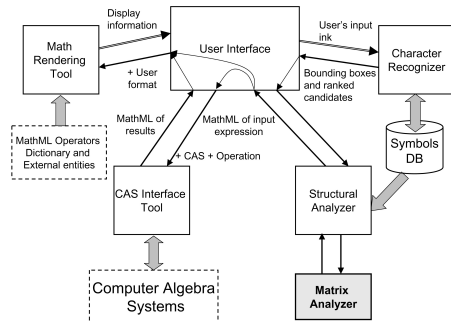 Display
information
Math
Rendering
Tool
User Interface
User's input
ink
Character
Recognizer
+ User
format
Bounding boxes
and ranked
candidates
MathML Operators
Dictionary and
External entities
MathML of
results
MathML of input
expression
+ CAS + Operation
Symbols
DB
CAS Interface
Tool
Structural
Analyzer
Computer Algebra
Systems
Matrix
Analyzer